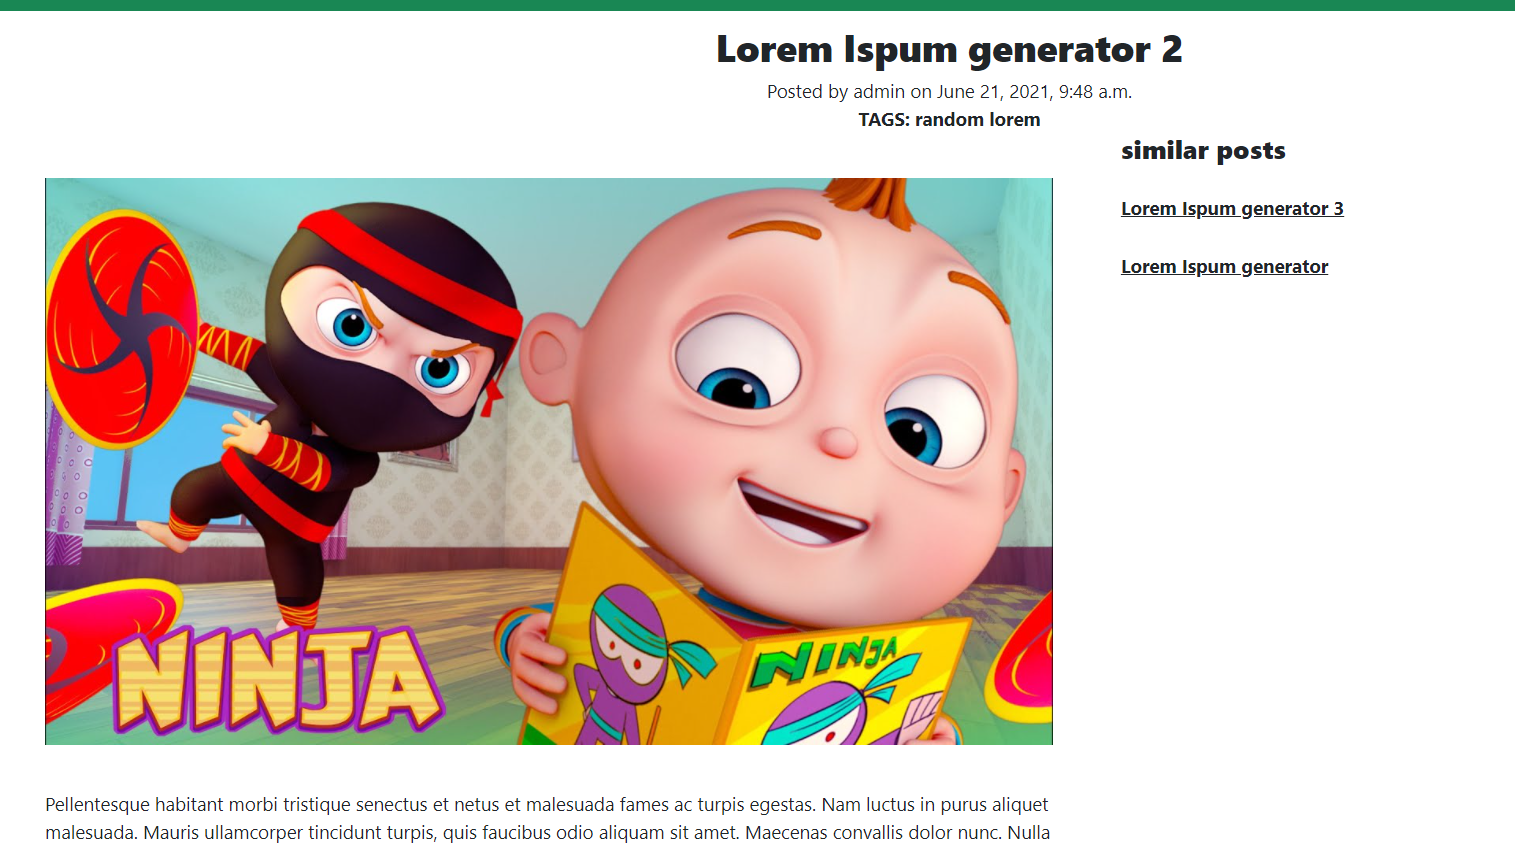 Lorem Ispum generator 2
Posted by admin on June 21, 2021, 9:48 a.m.
TAGS: random lorem
similar posts
Lorem Ispum generator 3
Lorem Ispum generator
NINJA
NINJA
Pellentesque habitant morbi tristique senectus et netus et malesuada fames ac turpis egestas. Nam luctus in purus aliquet
malesuada. Mauris ullamcorper tincidunt turpis, quis faucibus odio aliquam sit amet. Maecenas convallis dolor nunc. Nulla